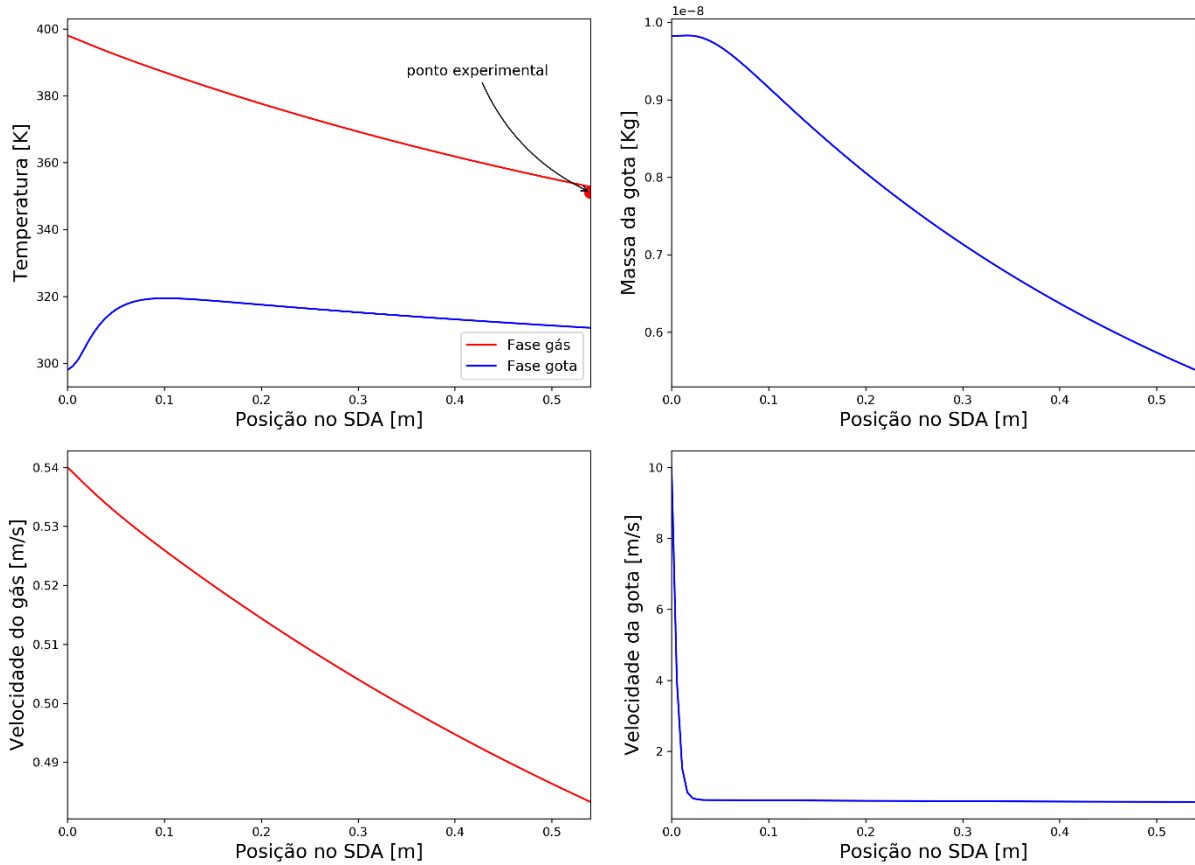 400
380
360
340
320
300
Temperatura [K]
ponto experimental
Fase gás
Fase gota
0.0 0.1 0.2 0.3 0.4 0.5
Posição no SDA [m]
1e−8
1.0
0.9
0.8
0.7
0.6
Massa da gota [Kg]
0.0 0.1 0.2 0.3 0.4 0.5
Posição no SDA [m]
0.54
0.53
0.52
0.51
0.50
0.49
Velocidade do gás [m/s]
0.0 0.1 0.2 0.3 0.4 0.5
Posição no SDA [m]
10
8
6
4
2
Velocidade da gota [m/s]
0.0 0.1 0.2 0.3 0.4 0.5
Posição no SDA [m]